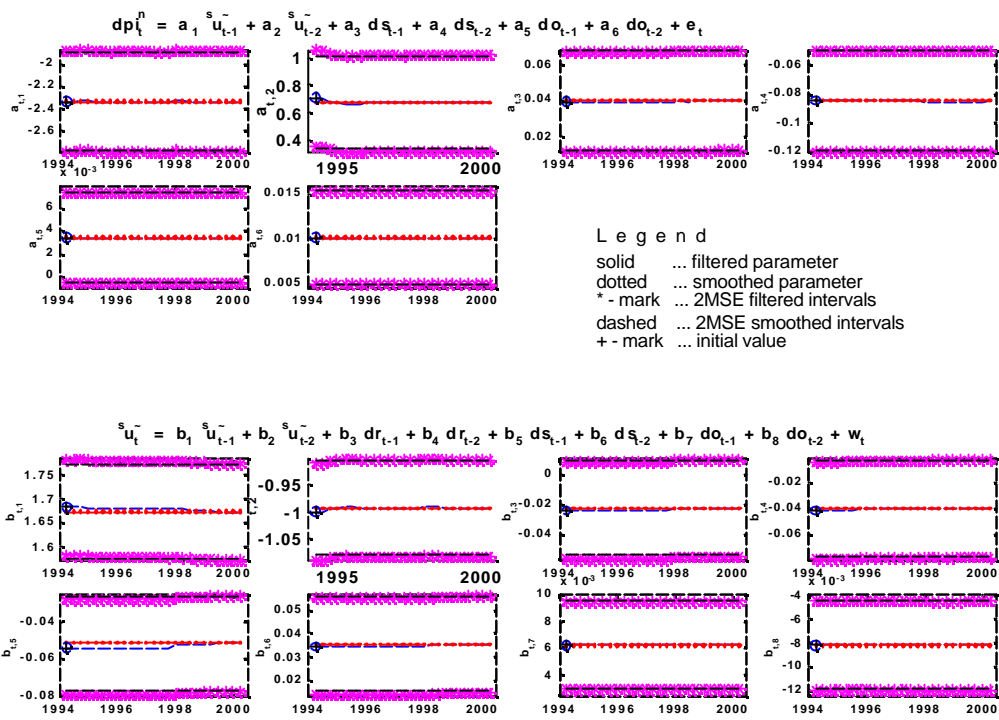 dpi^n_t = a_1 ^su~_t-1 + a_2 ^su~_t-2 + a_3 ds_t-1 + a_4 ds_t-2 + a_5 do_t-1 + a_6 do_t-2 + e_t
a_t,1
-2
-2.2
-2.4
-2.6
1994 1996 1998 2000
a_t,2
1
0.8
0.6
0.4
1995 2000
a_t,3
0.06
0.04
0.02
1994 1996 1998 2000
a_t,4
-0.06
-0.08
-0.1
-0.12
1994 1996 1998 2000
x 10^-3
a_t,5
6
4
2
0
1994 1996 1998 2000
a_t,6
0.015
0.01
0.005
1994 1996 1998 2000
Legend
solid ... filtered parameter
dotted ... smoothed parameter
* - mark ... 2MSE filtered intervals
dashed ... 2MSE smoothed intervals
+ - mark ... initial value
^su~_t = b_1 ^su~_t-1 + b_2 ^su~_t-2 + b_3 dr_t-1 + b_4 dr_t-2 + b_5 ds_t-1 + b_6 ds_t-2 + b_7 do_t-1 + b_8 do_t-2 + w_t
b_t,1
1.75
1.7
1.65
1.6
1994 1996 1998 2000
t,2
-0.95
-1
-1.05
1995 2000
b_t,3
0
-0.02
-0.04
1994 1996 1998 2000
b_t,4
-0.02
-0.04
-0.06
1994 1996 1998 2000
b_t,5
-0.04
-0.06
-0.08
1994 1996 1998 2000
b_t,6
0.05
0.04
0.03
0.02
1994 1996 1998 2000
x 10^-3
b_t,7
10
8
6
4
1994 1996 1998 2000
x 10^-3
b_t,8
-4
-6
-8
-10
-12
1994 1996 1998 2000